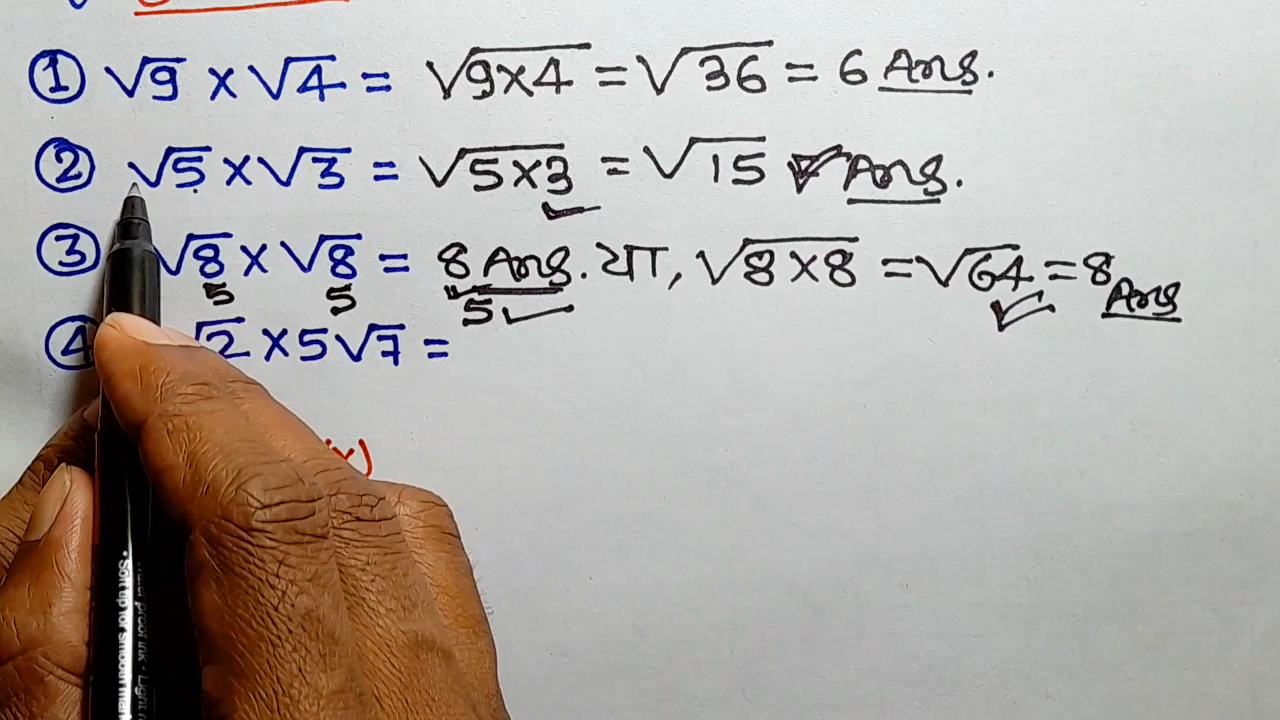 ① √9 × √4 = √9×4 = √36 = 6 Ans.
② √5 × √3 = √5×3 = √15 Ans.
③ √8 × √8 = 8 Ans. या, √8×8 = √64 = 8 Ans
5 5 5
④ √2 × 5√7 =
(x)